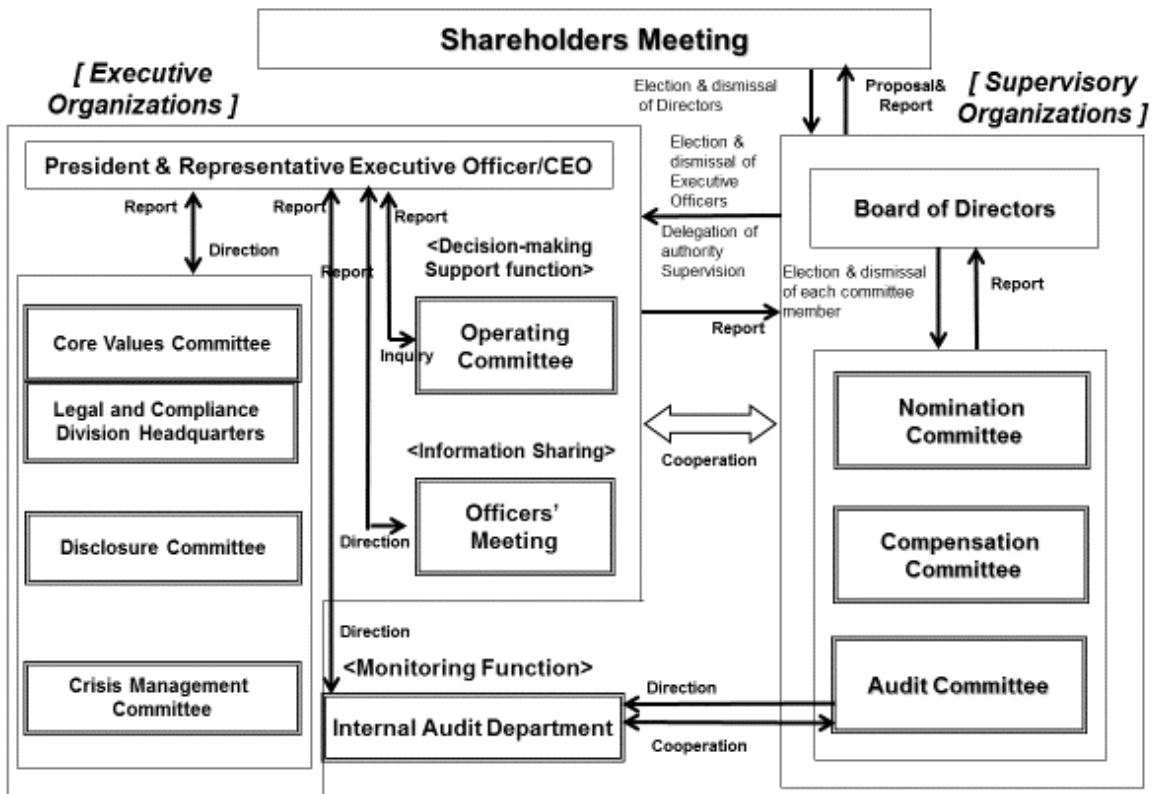 Shareholders Meeting
[ Executive
Organizations ]
Election & dismissal
of Directors
Proposal&
Report
[ Supervisory
Organizations ]
President & Representative Executive Officer/CEO
Report
Direction
Report
Report
Report
<Decision-making
Support function>
Election &
dismissal of
Executive
Officers
Delegation of
authority
Supervision
Board of Directors
Election & dismissal
of each committee
member
Report
Report
Core Values Committee
Legal and Compliance
Division Headquarters
Operating
Committee
Inquiry
Nomination
Committee
Cooperation
<Information Sharing>
Officers’
Meeting
Direction
Disclosure Committee
Compensation
Committee
Direction
<Monitoring Function>
Crisis Management
Committee
Internal Audit Department
Direction
Cooperation
Audit Committee